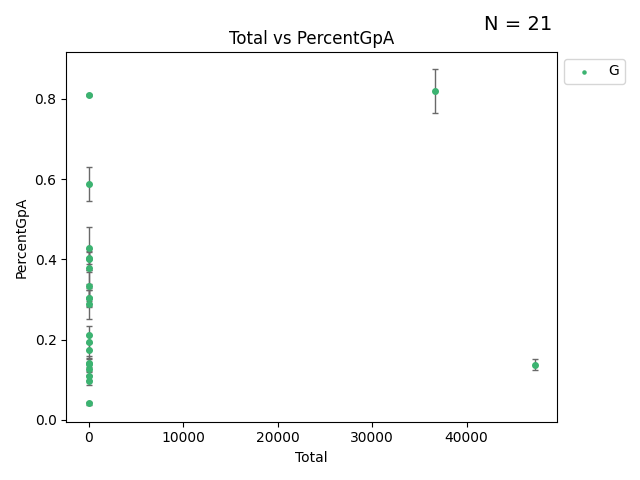 N = 21
Total vs PercentGpA
G
PercentGpA
0.8
0.6
0.4
0.2
0.0
0 10000 20000 30000 40000
Total